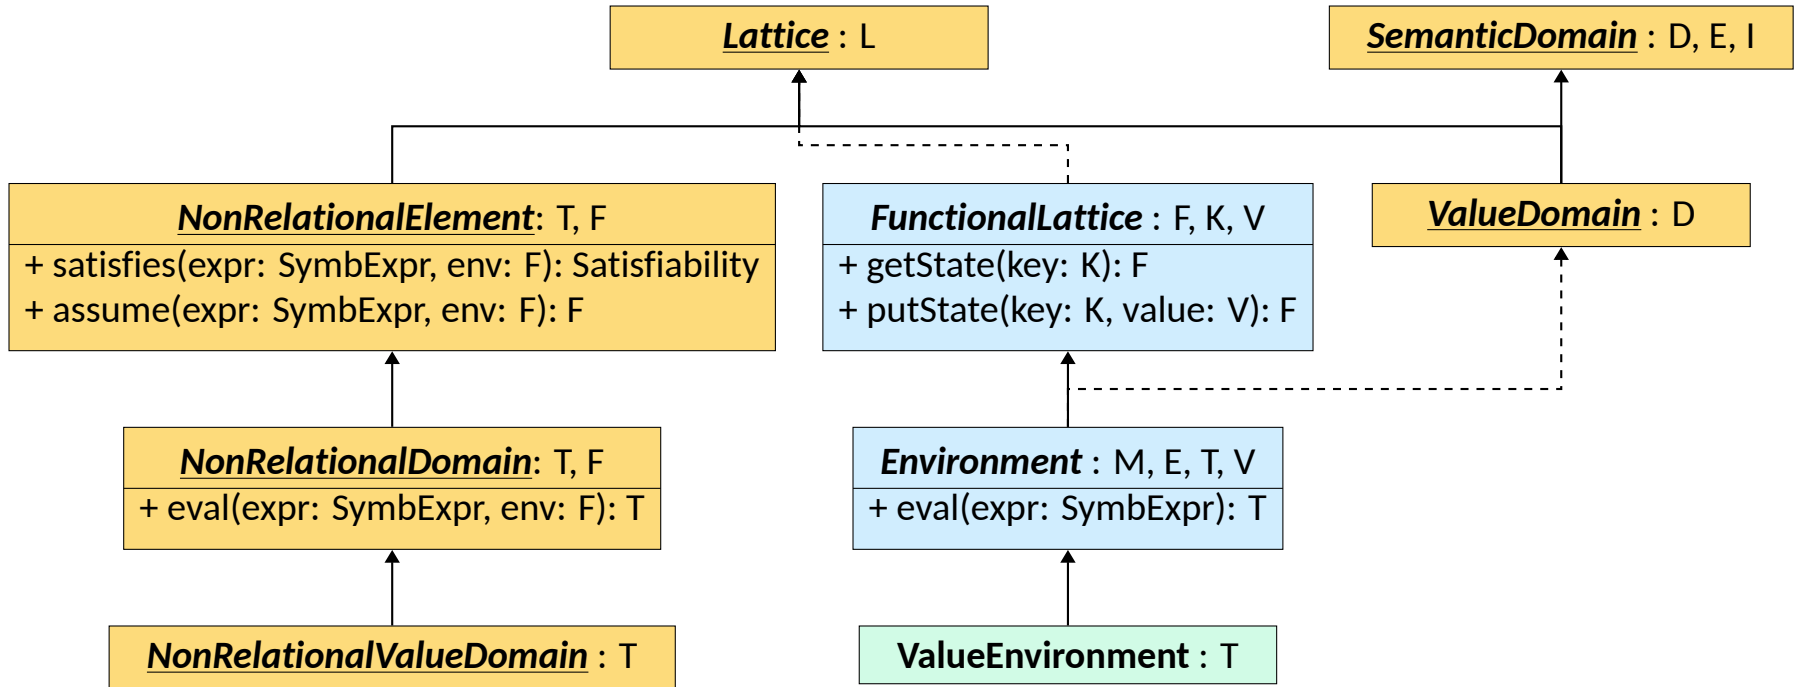 Lattice : L
SemanticDomain : D, E, I
NonRelationalElement: T, F
+ satisfies(expr: SymbExpr, env: F): Satisfiability
+ assume(expr: SymbExpr, env: F): F
FunctionalLattice : F, K, V
+ getState(key: K): F
+ putState(key: K, value: V): F
ValueDomain : D
NonRelationalDomain: T, F
+ eval(expr: SymbExpr, env: F): T
Environment : M, E, T, V
+ eval(expr: SymbExpr): T
NonRelationalValueDomain : T
ValueEnvironment : T